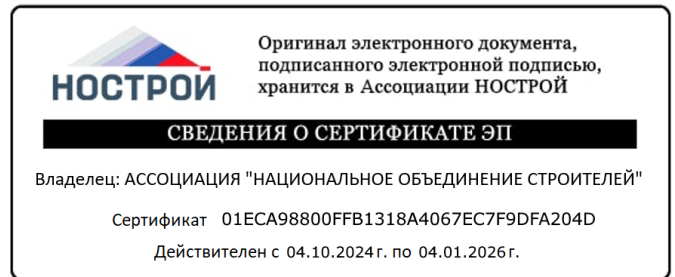 НОСТРОЙ
Оригинал электронного документа,
подписанного электронной подписью,
хранится в Ассоциации НОСТРОЙ
СВЕДЕНИЯ О СЕРТИФИКАТЕ ЭП
Владелец: АССОЦИАЦИЯ "НАЦИОНАЛЬНОЕ ОБЪЕДИНЕНИЕ СТРОИТЕЛЕЙ"
Сертификат 01ECA98800FFB1318A4067EC7F9DFA204D
Действителен с 04.10.2024 г. по 04.01.2026 г.